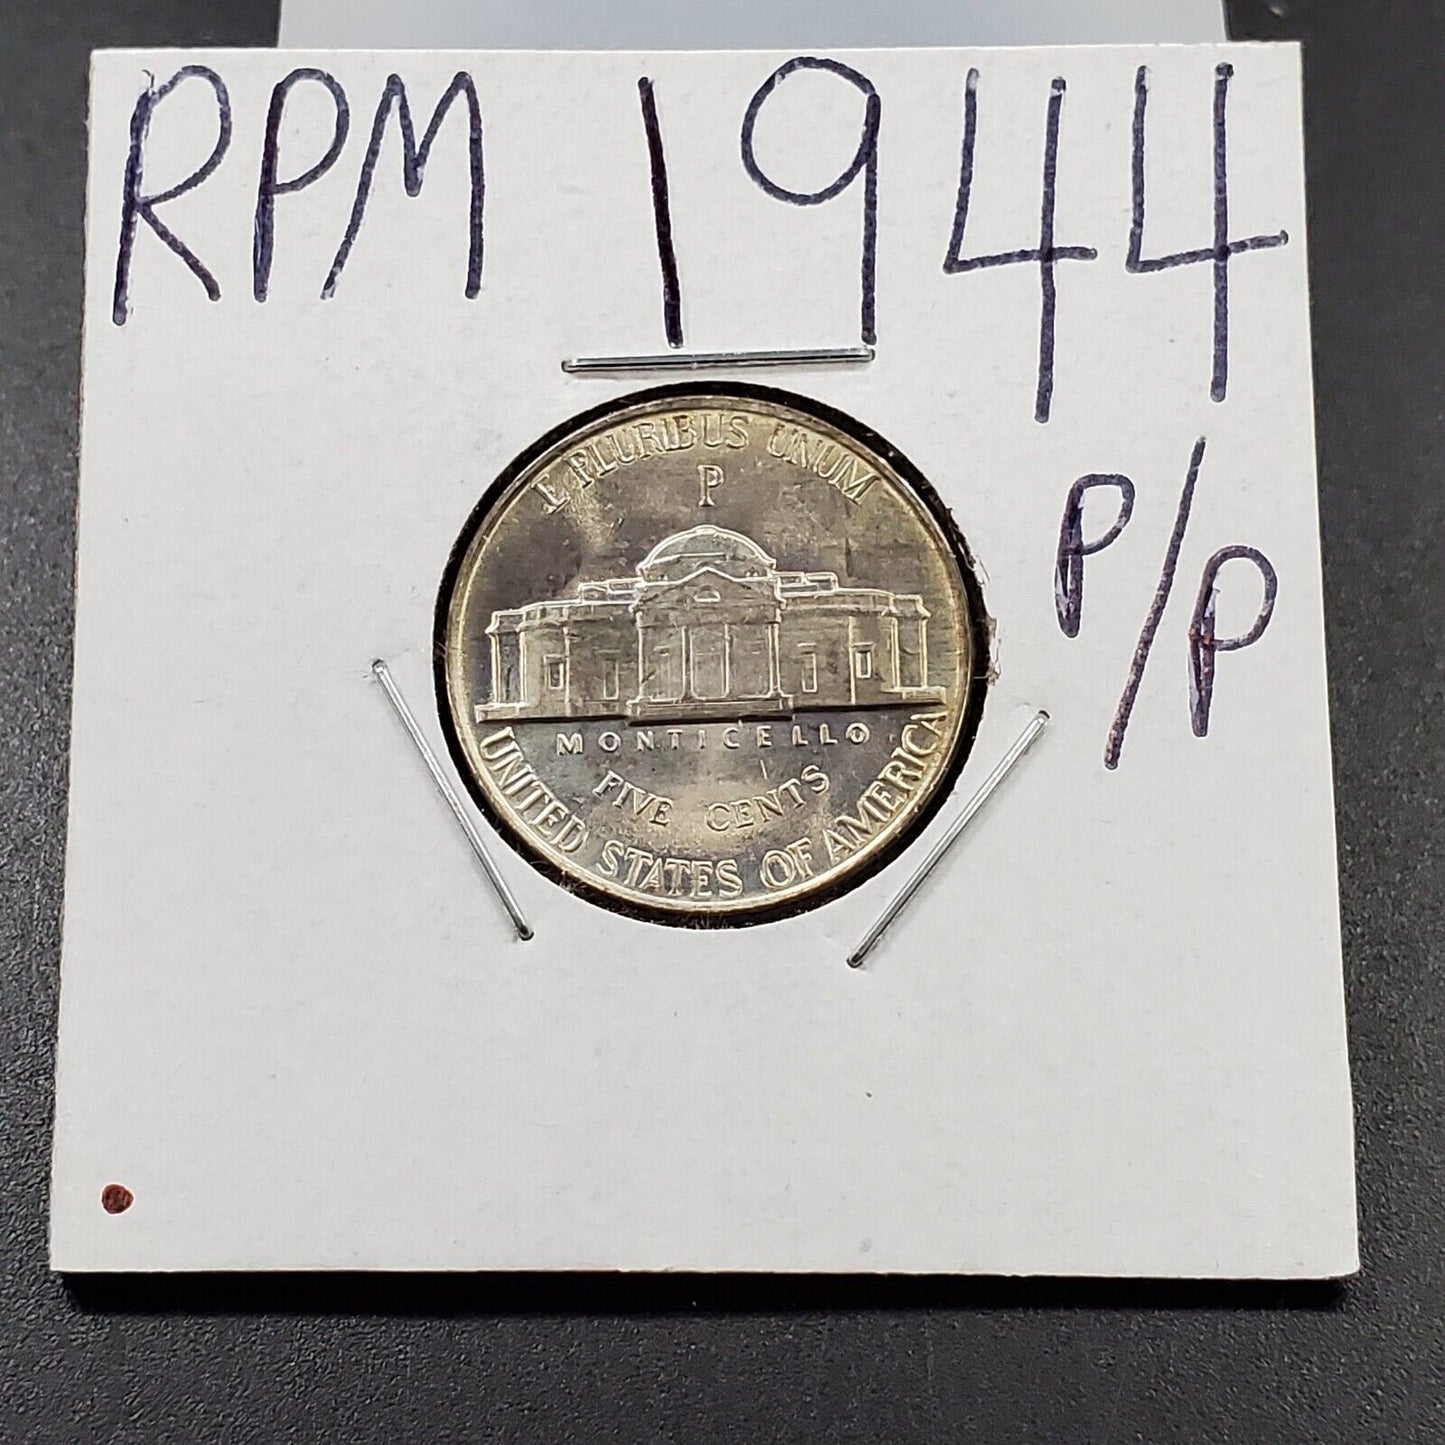 RPM 1944
P/P
E PLURIBUS UNUM
P
MONTICELLO
FIVE CENTS
UNITED STATES OF AMERICA